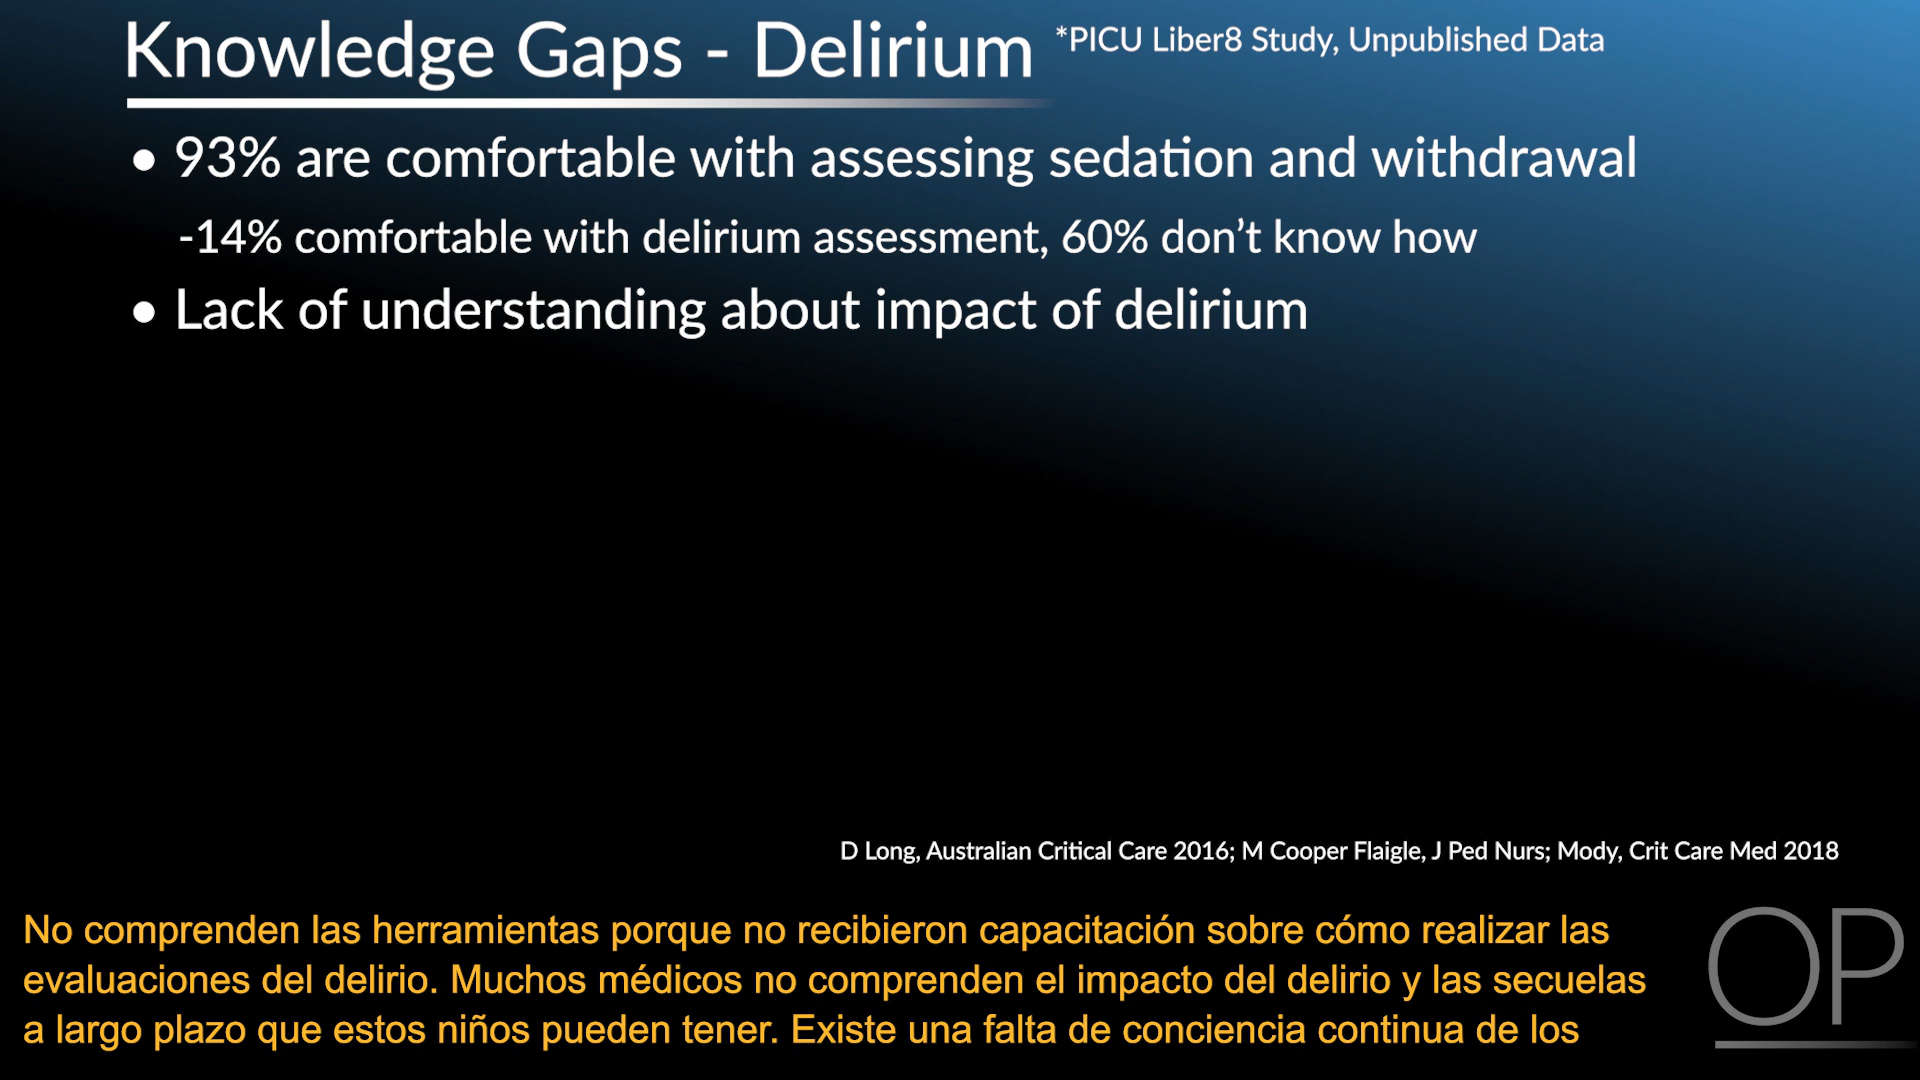 Knowledge Gaps - Delirium *PICU Liber8 Study, Unpublished Data
• 93% are comfortable with assessing sedation and withdrawal
-14% comfortable with delirium assessment, 60% don’t know how
• Lack of understanding about impact of delirium
D Long, Australian Critical Care 2016; M Cooper Flaigle, J Ped Nurs; Mody, Crit Care Med 2018
No comprenden las herramientas porque no recibieron capacitación sobre cómo realizar las
evaluaciones del delirio. Muchos médicos no comprenden el impacto del delirio y las secuelas
a largo plazo que estos niños pueden tener. Existe una falta de conciencia continua de los
OP